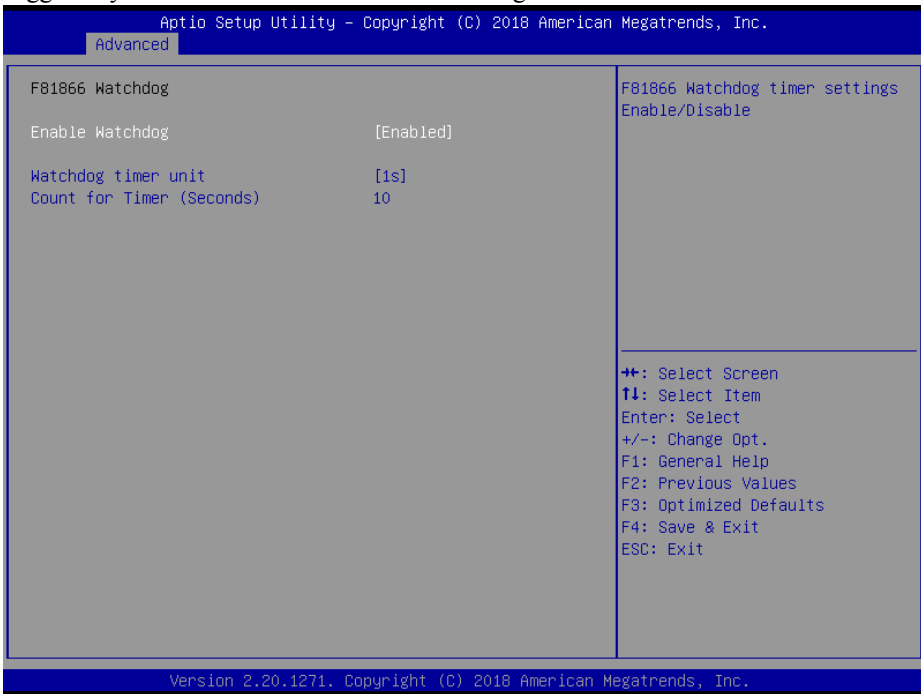 Aptio Setup Utility – Copyright (C) 2018 American Megatrends, Inc.
Advanced
F81866 Watchdog
Enable Watchdog [Enabled]
Watchdog timer unit [1s]
Count for Timer (Seconds) 10
F81866 Watchdog timer settings
Enable/Disable
→←: Select Screen
↑↓: Select Item
Enter: Select
+/-: Change Opt.
F1: General Help
F2: Previous Values
F3: Optimized Defaults
F4: Save & Exit
ESC: Exit
Version 2.20.1271. Copyright (C) 2018 American Megatrends, Inc.